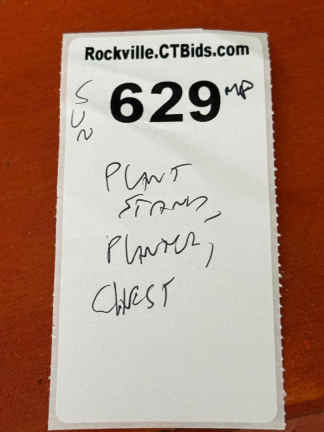 Rockville.CTBids.com
SUN
629 MP
PLANT
STAND,
PLANTER,
CHEST